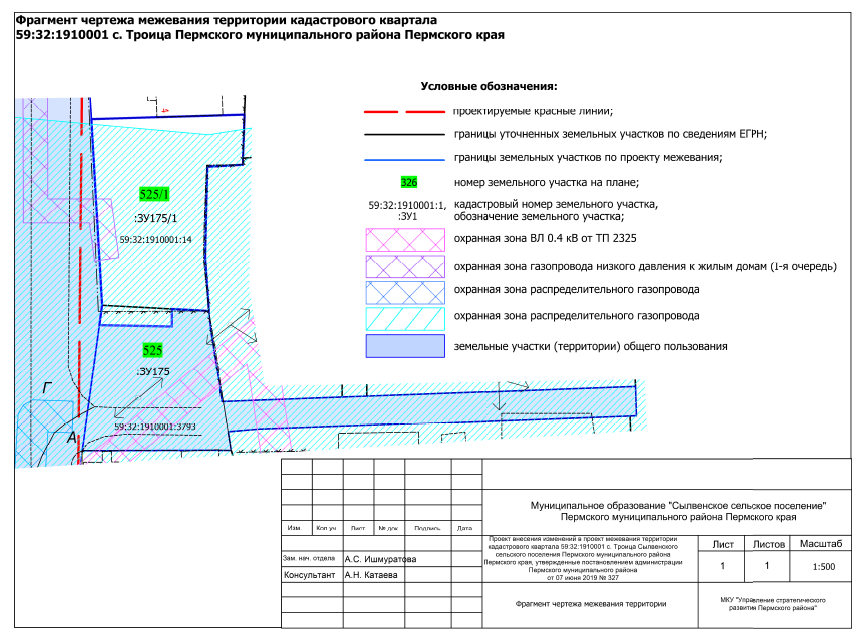 Фрагмент чертежа межевания территории кадастрового квартала
59:32:1910001 с. Троица Пермского муниципального района Пермского края
Условные обозначения:
проектируемые красные линии;
границы уточненных земельных участков по сведениям ЕГРН;
границы земельных участков по проекту межевания;
326 номер земельного участка на плане;
59:32:1910001:1, кадастровый номер земельного участка,
:ЗУ1 обозначение земельного участка;
охранная зона ВЛ 0.4 кВ от ТП 2325
охранная зона газопровода низкого давления к жилым домам (1-я очередь)
охранная зона распределительного газопровода
охранная зона распределительного газопровода
земельные участки (территории) общего пользования
525/1
:ЗУ175/1
59:32:1910001:14
525
:ЗУ175
Г
59:32:1910001:3793
А
Муниципальное образование "Сылвенское сельское поселение"
Пермского муниципального района Пермского края
Изм. Кол.уч Лист № док. Подпись Дата
Проект внесения изменений в проект межевания территории
кадастрового квартала 59:32:1910001 с. Троица Сылвенского
сельского поселения Пермского муниципального района
Пермского края, утвержденные постановлением администрации
Пермского муниципального района
от 07 июня 2019 № 327
Лист Листов Масштаб
1 1 1:500
Зам. нач. отдела А.С. Ишмуратова
Консультант А.Н. Катаева
Фрагмент чертежа межевания территории
МКУ "Управление стратегического
развития Пермского района"